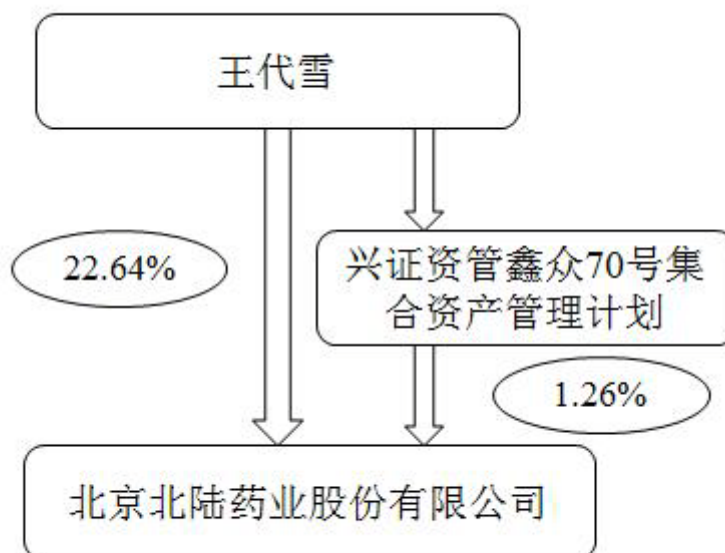 王代雪
22.64%
兴证资管鑫众70号集
合资产管理计划
1.26%
北京北陆药业股份有限公司